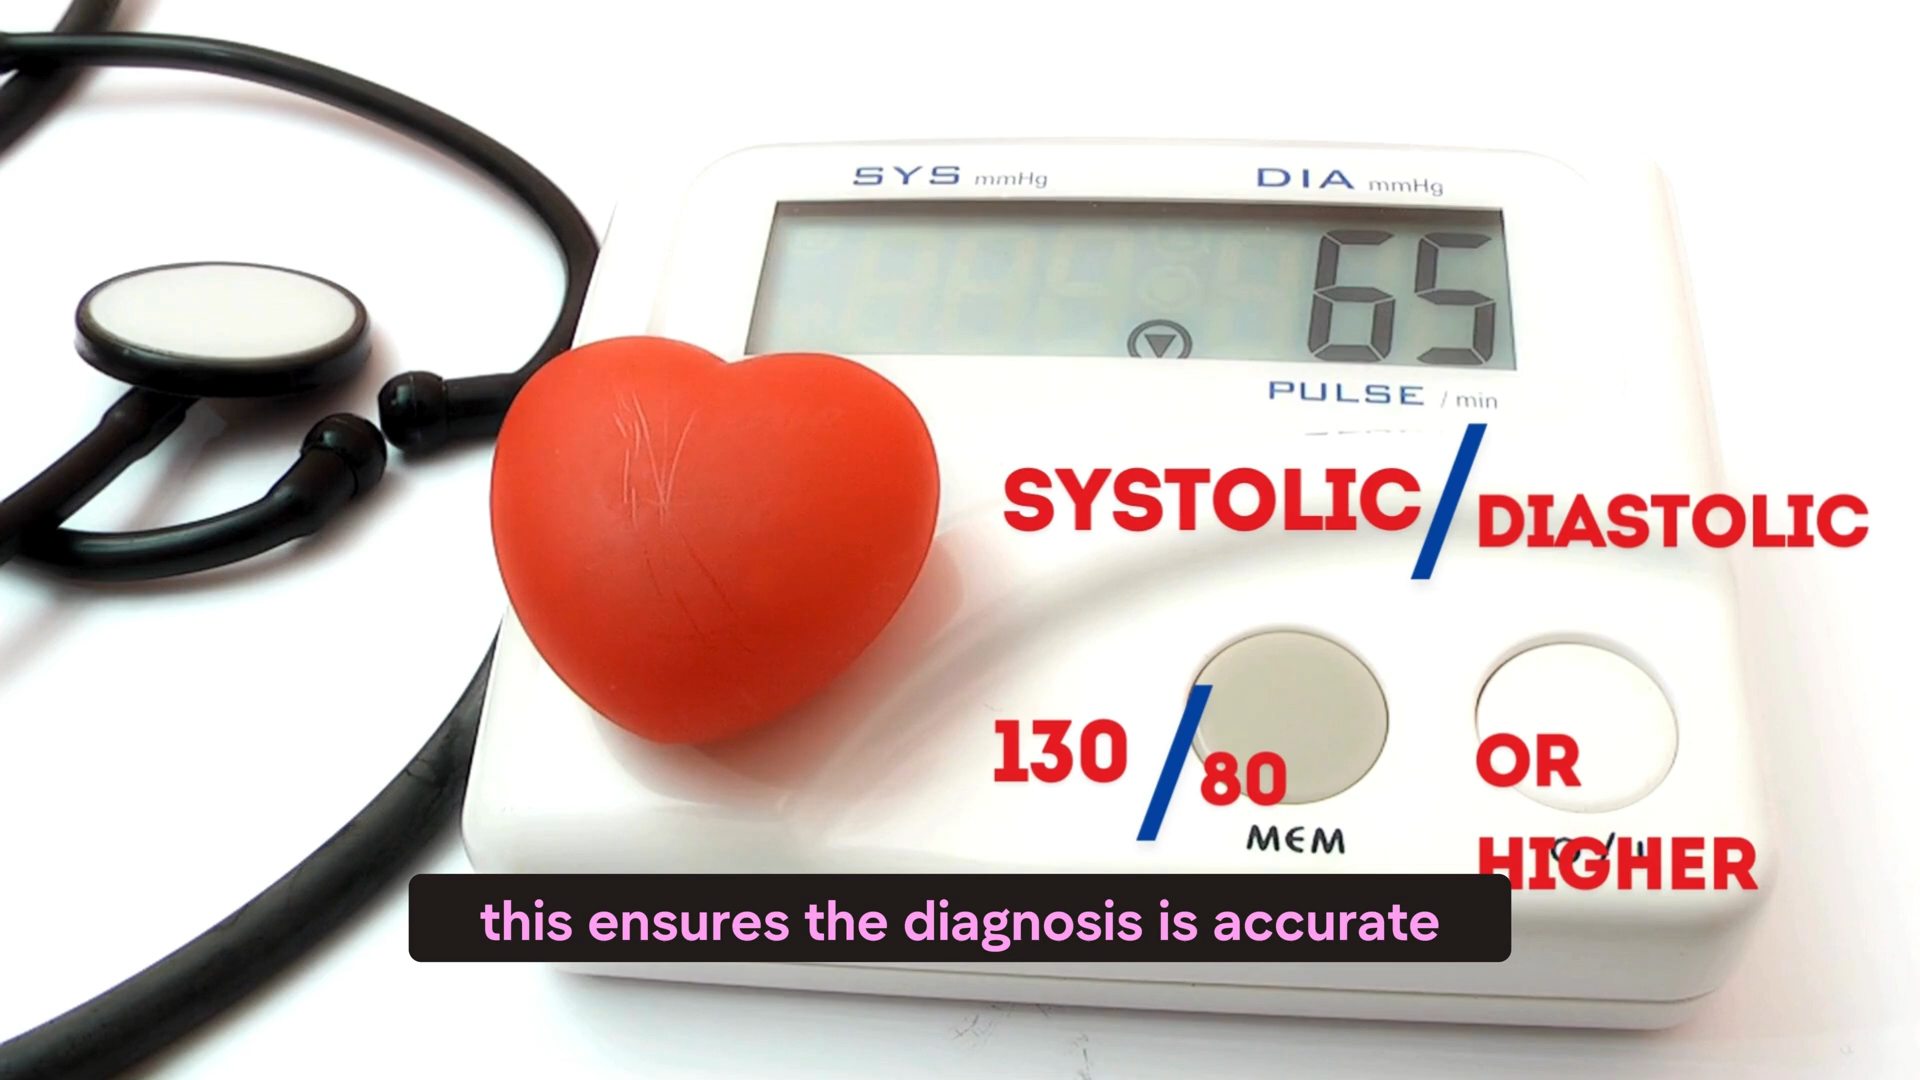 SYS mmHg DIA mmHg
65
PULSE / min
SYSTOLIC/DIASTOLIC
130/80 OR
HIGHER
MEM
this ensures the diagnosis is accurate